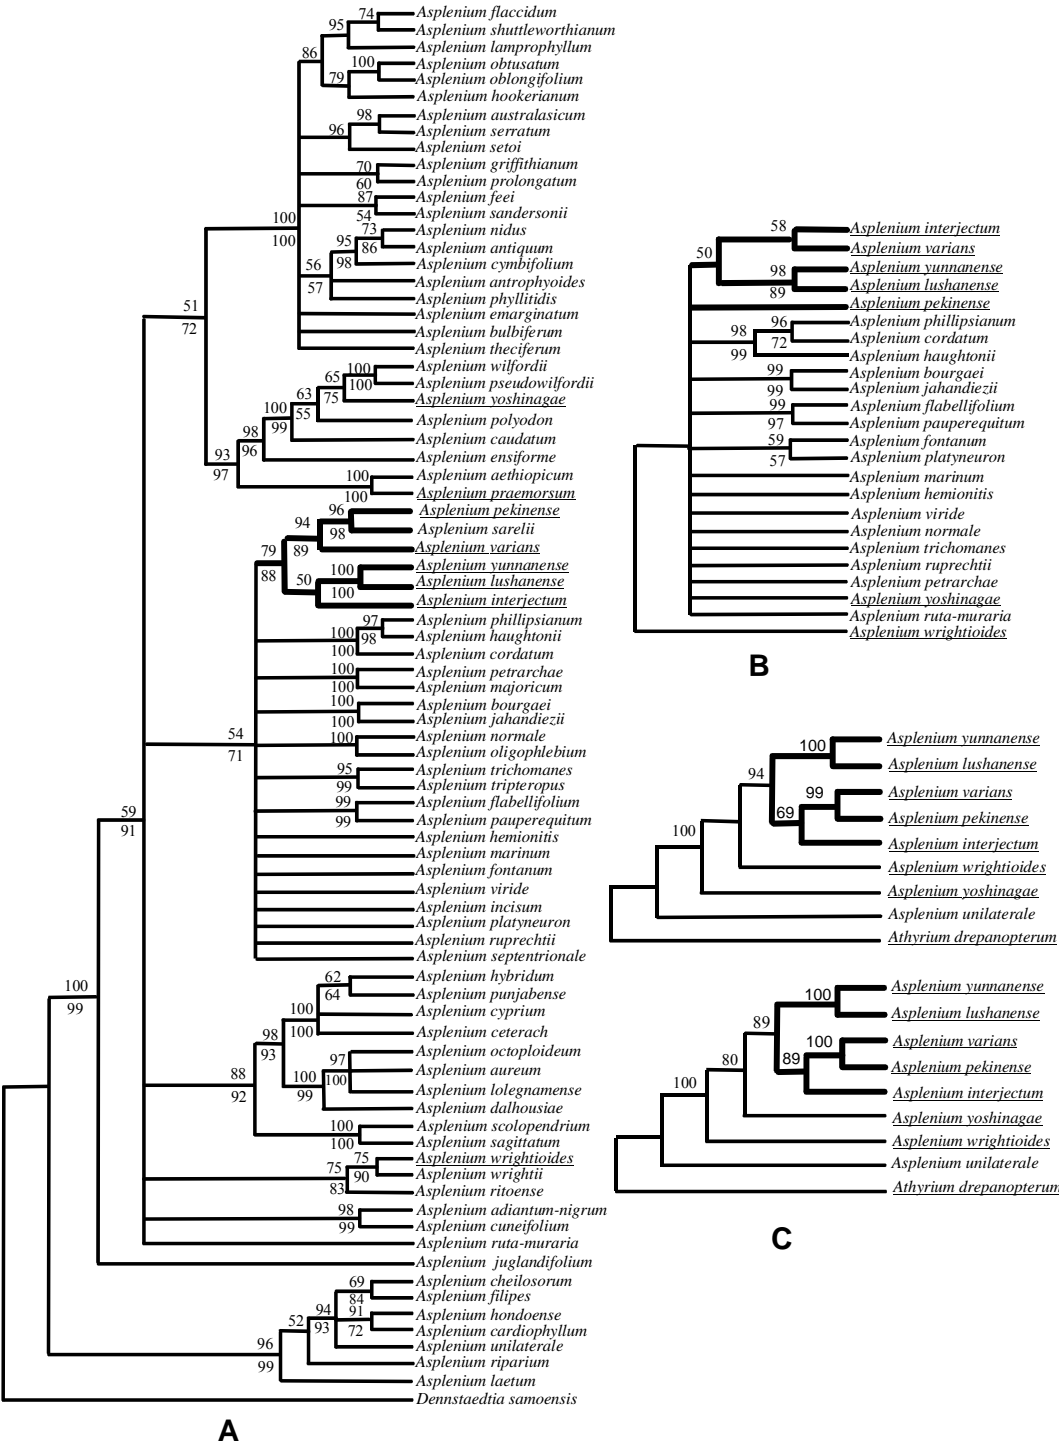 74
Asplenium flaccidum
95
Asplenium shuttleworthianum
Asplenium lamprophyllum
86
100
Asplenium obtusatum
79
Asplenium oblongifolium
Asplenium hookerianum
98
Asplenium australasicum
96
Asplenium serratum
Asplenium setoi
70
Asplenium griffithianum
60
Asplenium prolongatum
87
Asplenium feei
54
Asplenium sandersonii
100
100
73
Asplenium nidus
95
86
Asplenium antiquum
98
Asplenium cymbifolium
56
57
Asplenium antrophyoides
Asplenium phyllitidis
Asplenium emarginatum
51
72
Asplenium bulbiferum
Asplenium theciferum
100
Asplenium wilfordii
65
100
Asplenium pseudowilfordii
63
75
Asplenium yoshinagae
100
55
Asplenium polyodon
98
99
Asplenium caudatum
93
96
Asplenium ensiforme
97
100
Asplenium aethiopicum
100
Asplenium praemorsum
96
Asplenium pekinense
94
98
Asplenium sarelii
79
89
Asplenium varians
88
100
Asplenium yunnanense
50
Asplenium lushanense
100
Asplenium interjectum
97
Asplenium phillipsianum
100
98
Asplenium haughtonii
100
Asplenium cordatum
100
Asplenium petrarchae
100
Asplenium majoricum
100
Asplenium bourgaei
100
Asplenium jahandiezii
54
71
100
Asplenium normale
Asplenium oligophlebium
95
Asplenium trichomanes
99
Asplenium tripteropus
99
Asplenium flabellifolium
99
Asplenium pauperequitum
59
91
Asplenium hemionitis
Asplenium marinum
Asplenium fontanum
Asplenium viride
Asplenium incisum
Asplenium platyneuron
Asplenium ruprechtii
Asplenium septentrionale
62
Asplenium hybridum
100
99
64
Asplenium punjabense
100
Asplenium cyprium
98
100
Asplenium ceterach
93
97
Asplenium octoploideum
88
100
100
Asplenium aureum
92
99
Asplenium lolegnamense
Asplenium dalhousiae
100
Asplenium scolopendrium
100
Asplenium sagittatum
75
Asplenium wrightioides
75
90
Asplenium wrightii
83
Asplenium ritoense
98
Asplenium adiantum-nigrum
99
Asplenium cuneifolium
Asplenium ruta-muraria
Asplenium juglandifolium
69
Asplenium cheilosorum
84
Asplenium filipes
94
91
Asplenium hondoense
52
93
72
Asplenium cardiophyllum
96
Asplenium unilaterale
99
Asplenium riparium
Asplenium laetum
Dennstaedtia samoensis
A
58
Asplenium interjectum
50
Asplenium varians
98
Asplenium yunnanense
89
Asplenium lushanense
Asplenium pekinense
96
Asplenium phillipsianum
98
72
Asplenium cordatum
99
Asplenium haughtonii
99
Asplenium bourgaei
99
Asplenium jahandiezii
99
Asplenium flabellifolium
97
Asplenium pauperequitum
59
Asplenium fontanum
57
Asplenium platyneuron
Asplenium marinum
Asplenium hemionitis
Asplenium viride
Asplenium normale
Asplenium trichomanes
Asplenium ruprechtii
Asplenium petrarchae
Asplenium yoshinagae
Asplenium ruta-muraria
Asplenium wrightioides
B
100
Asplenium yunnanense
94
Asplenium lushanense
99
Asplenium varians
69
Asplenium pekinense
100
Asplenium interjectum
Asplenium wrightioides
Asplenium yoshinagae
Asplenium unilaterale
Athyrium drepanopterum
100
Asplenium yunnanense
89
Asplenium lushanense
100
Asplenium varians
80
89
Asplenium pekinense
100
Asplenium interjectum
Asplenium yoshinagae
Asplenium wrightioides
Asplenium unilaterale
Athyrium drepanopterum
C